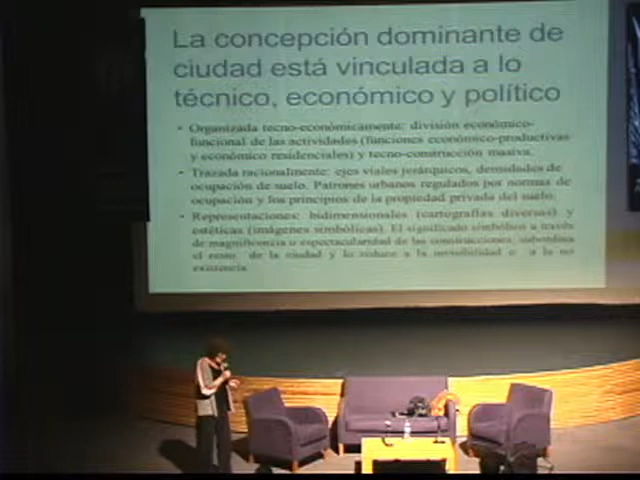 La concepción dominante de
ciudad está vinculada a lo
técnico, económico y político
• Organizada tecno-económicamente: división económico-
funcional de las actividades (funciones económico-productivas
y económico residenciales) y tecno-construcción masiva.
• Trazada racionalmente: ejes viales jerárquicos, densidades de
ocupación de suelo. Patrones urbanos regulados por normas de
ocupación y los principios de la propiedad privada del suelo.
• Representaciones: bidimensionales (cartografías diversas) y
estéticas (imágenes simbólicas). El significado simbólico a través
de magnificencia o espectacularidad de las construcciones, subordina
el resto de la ciudad y lo reduce a la invisibilidad o a la no
existencia